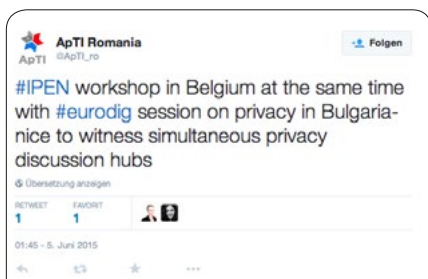 ApTI Romania
@ApTI_ro
Folgen
ApTI
#IPEN workshop in Belgium at the same time
with #eurodig session on privacy in Bulgaria-
nice to witness simultaneous privacy
discussion hubs
Übersetzung anzeigen
RETWEET FAVORIT
1 1
01:45 - 5. Juni 2015